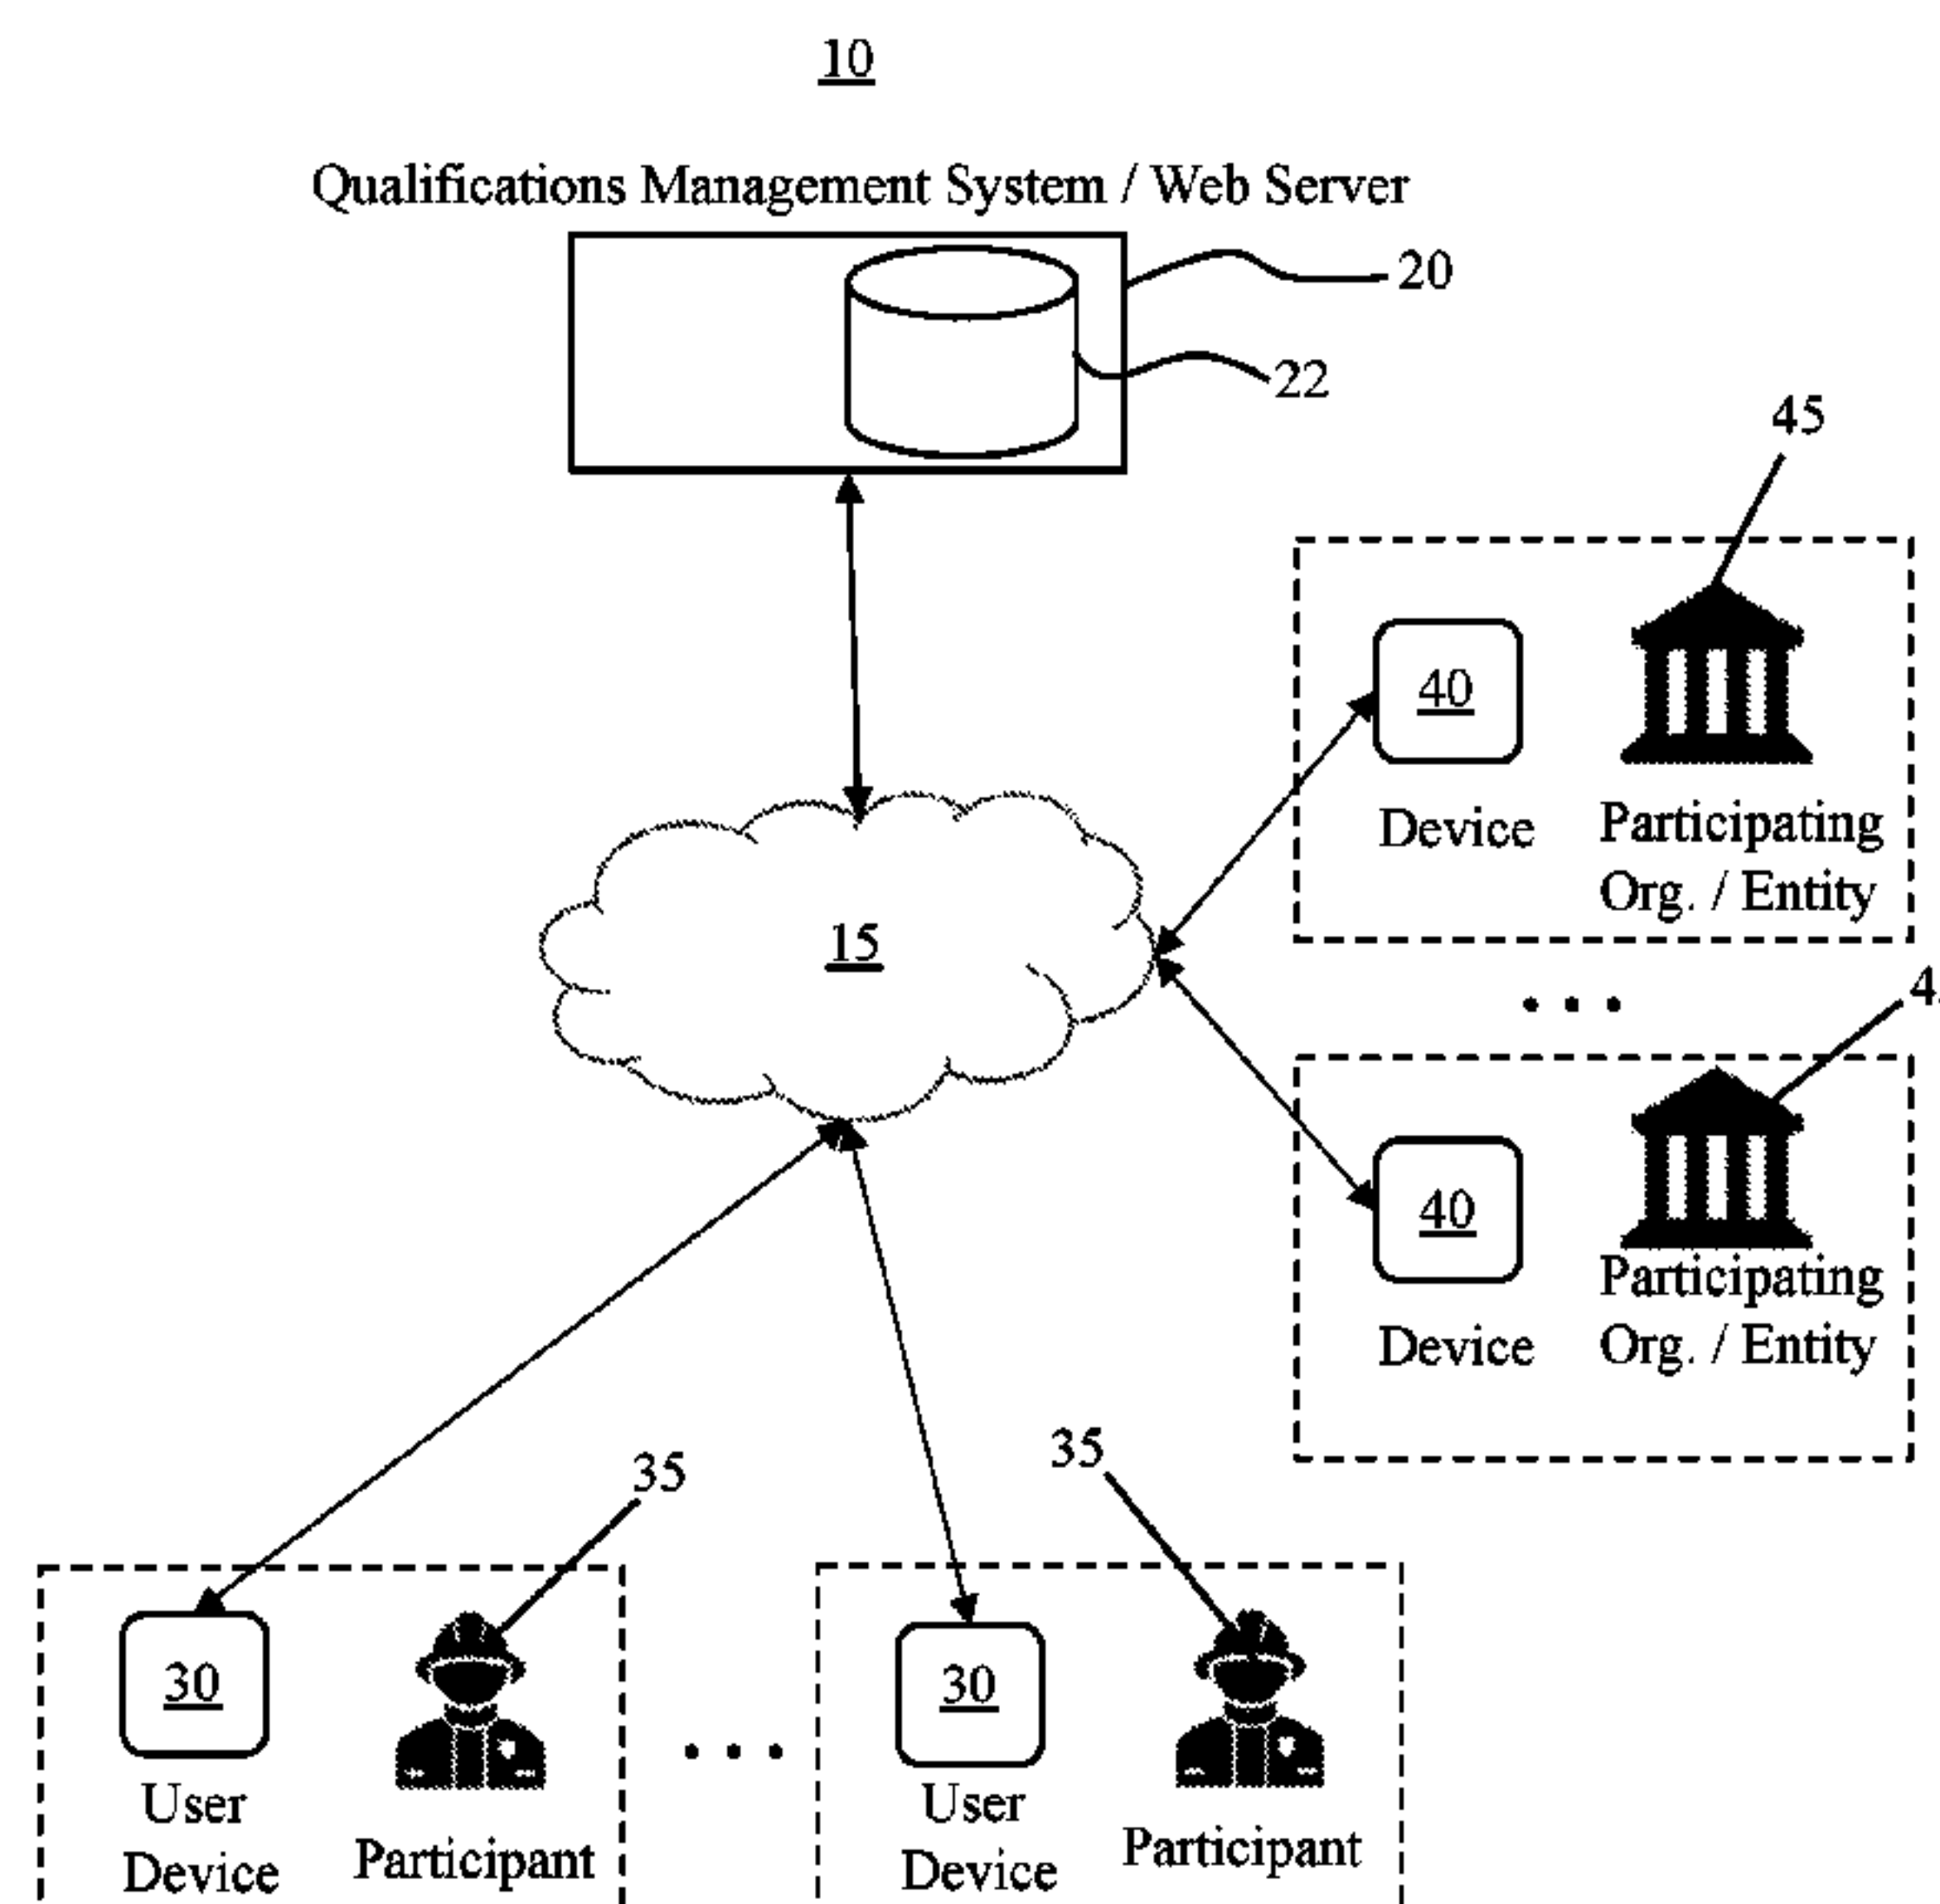 10
Qualifications Management System / Web Server
20
22
45
40
Device
Participating
Org. / Entity
15
40
Device
Participating
Org. / Entity
35
35
30
User
Device
Participant
30
User
Device
Participant